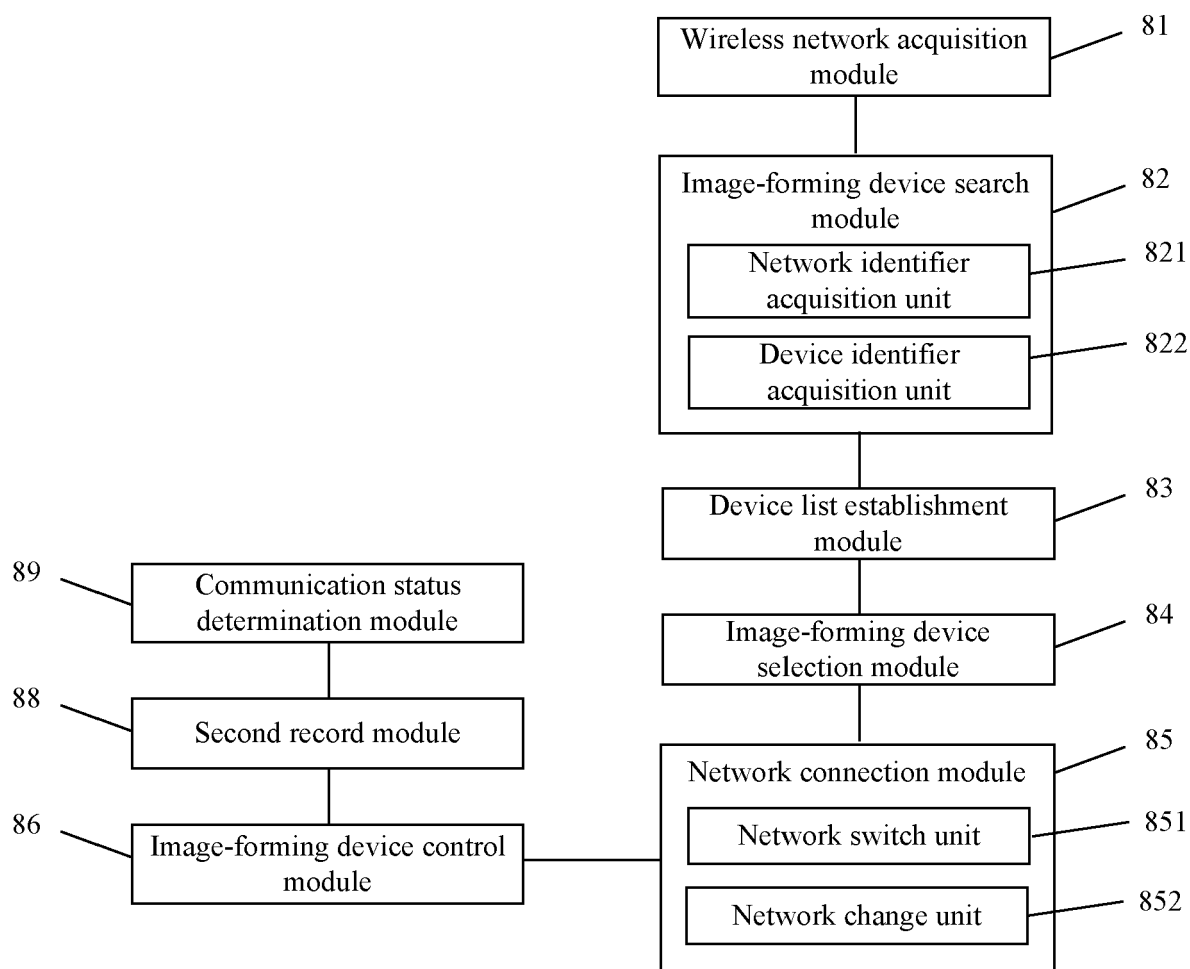 Wireless network acquisition
module
81
Image-forming device search
module
82
Network identifier
acquisition unit
821
Device identifier
acquisition unit
822
Device list establishment
module
83
Image-forming device
selection module
84
Network connection module
85
Network switch unit
851
Network change unit
852
89
Communication status
determination module
88
Second record module
86
Image-forming device control
module